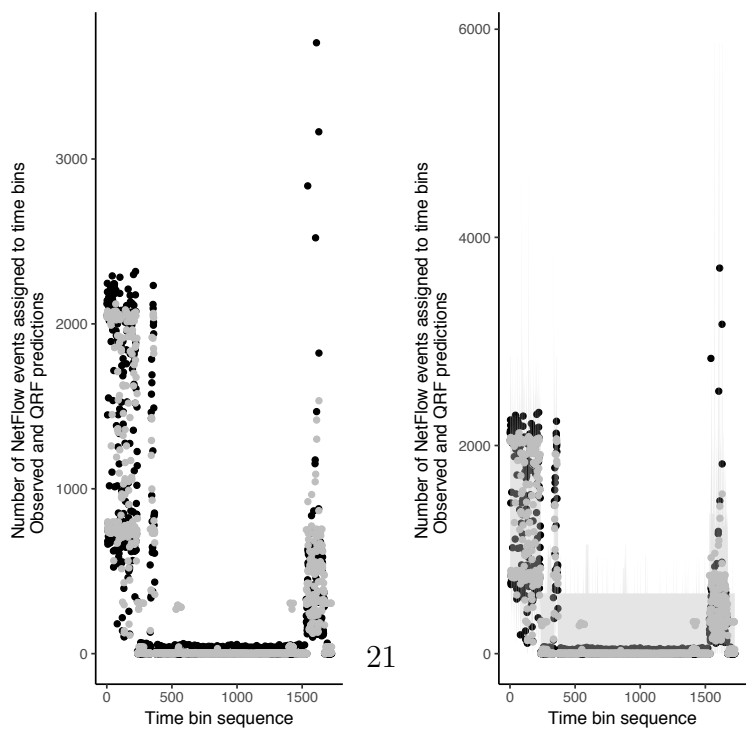 Number of NetFlow events assigned to time bins
Observed and QRF predictions
3000
2000
1000
0
0
500
1000
1500
Time bin sequence
21
Number of NetFlow events assigned to time bins
Observed and QRF predictions
6000
4000
2000
0
0
500
1000
1500
Time bin sequence